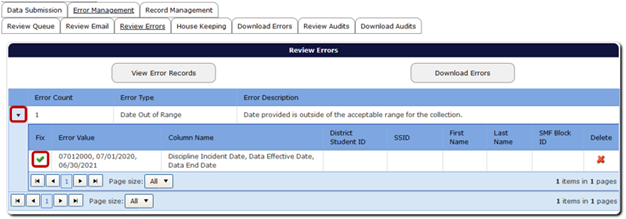 Data Submission Error Management Record Management
Review Queue Review Email Review Errors House Keeping Download Errors Review Audits Download Audits
Review Errors
View Error Records Download Errors
Error Count Error Type Error Description
1 Date Out of Range Date provided is outside of the acceptable range for the collection.
Fix Error Value Column Name District Student ID SSID First Name Last Name SMF Block ID Delete
07012000, 07/01/2020, 06/30/2021 Discipline Incident Date, Data Effective Date, Data End Date
1 Page size: All 1 items in 1 pages
1 Page size: All 1 items in 1 pages